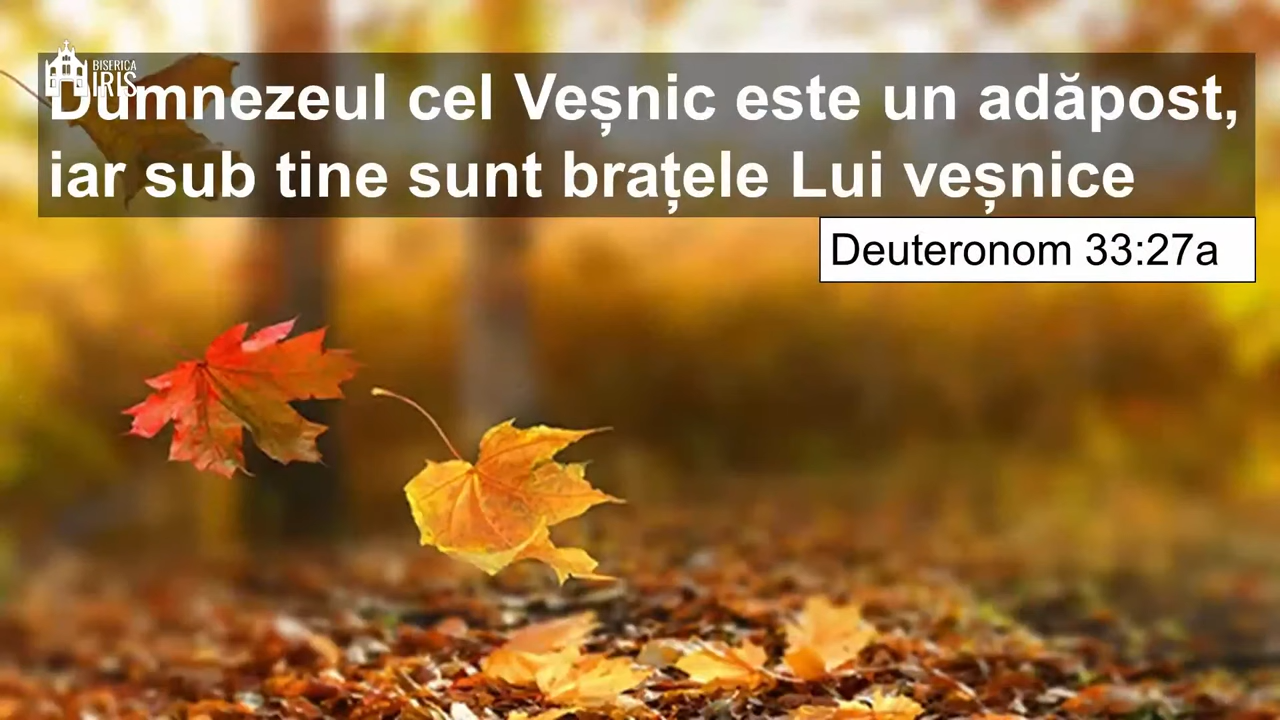 BISERICA
IRIS
Dumnezeul cel Veșnic este un adăpost,
iar sub tine sunt brațele Lui veșnice
Deuteronom 33:27a